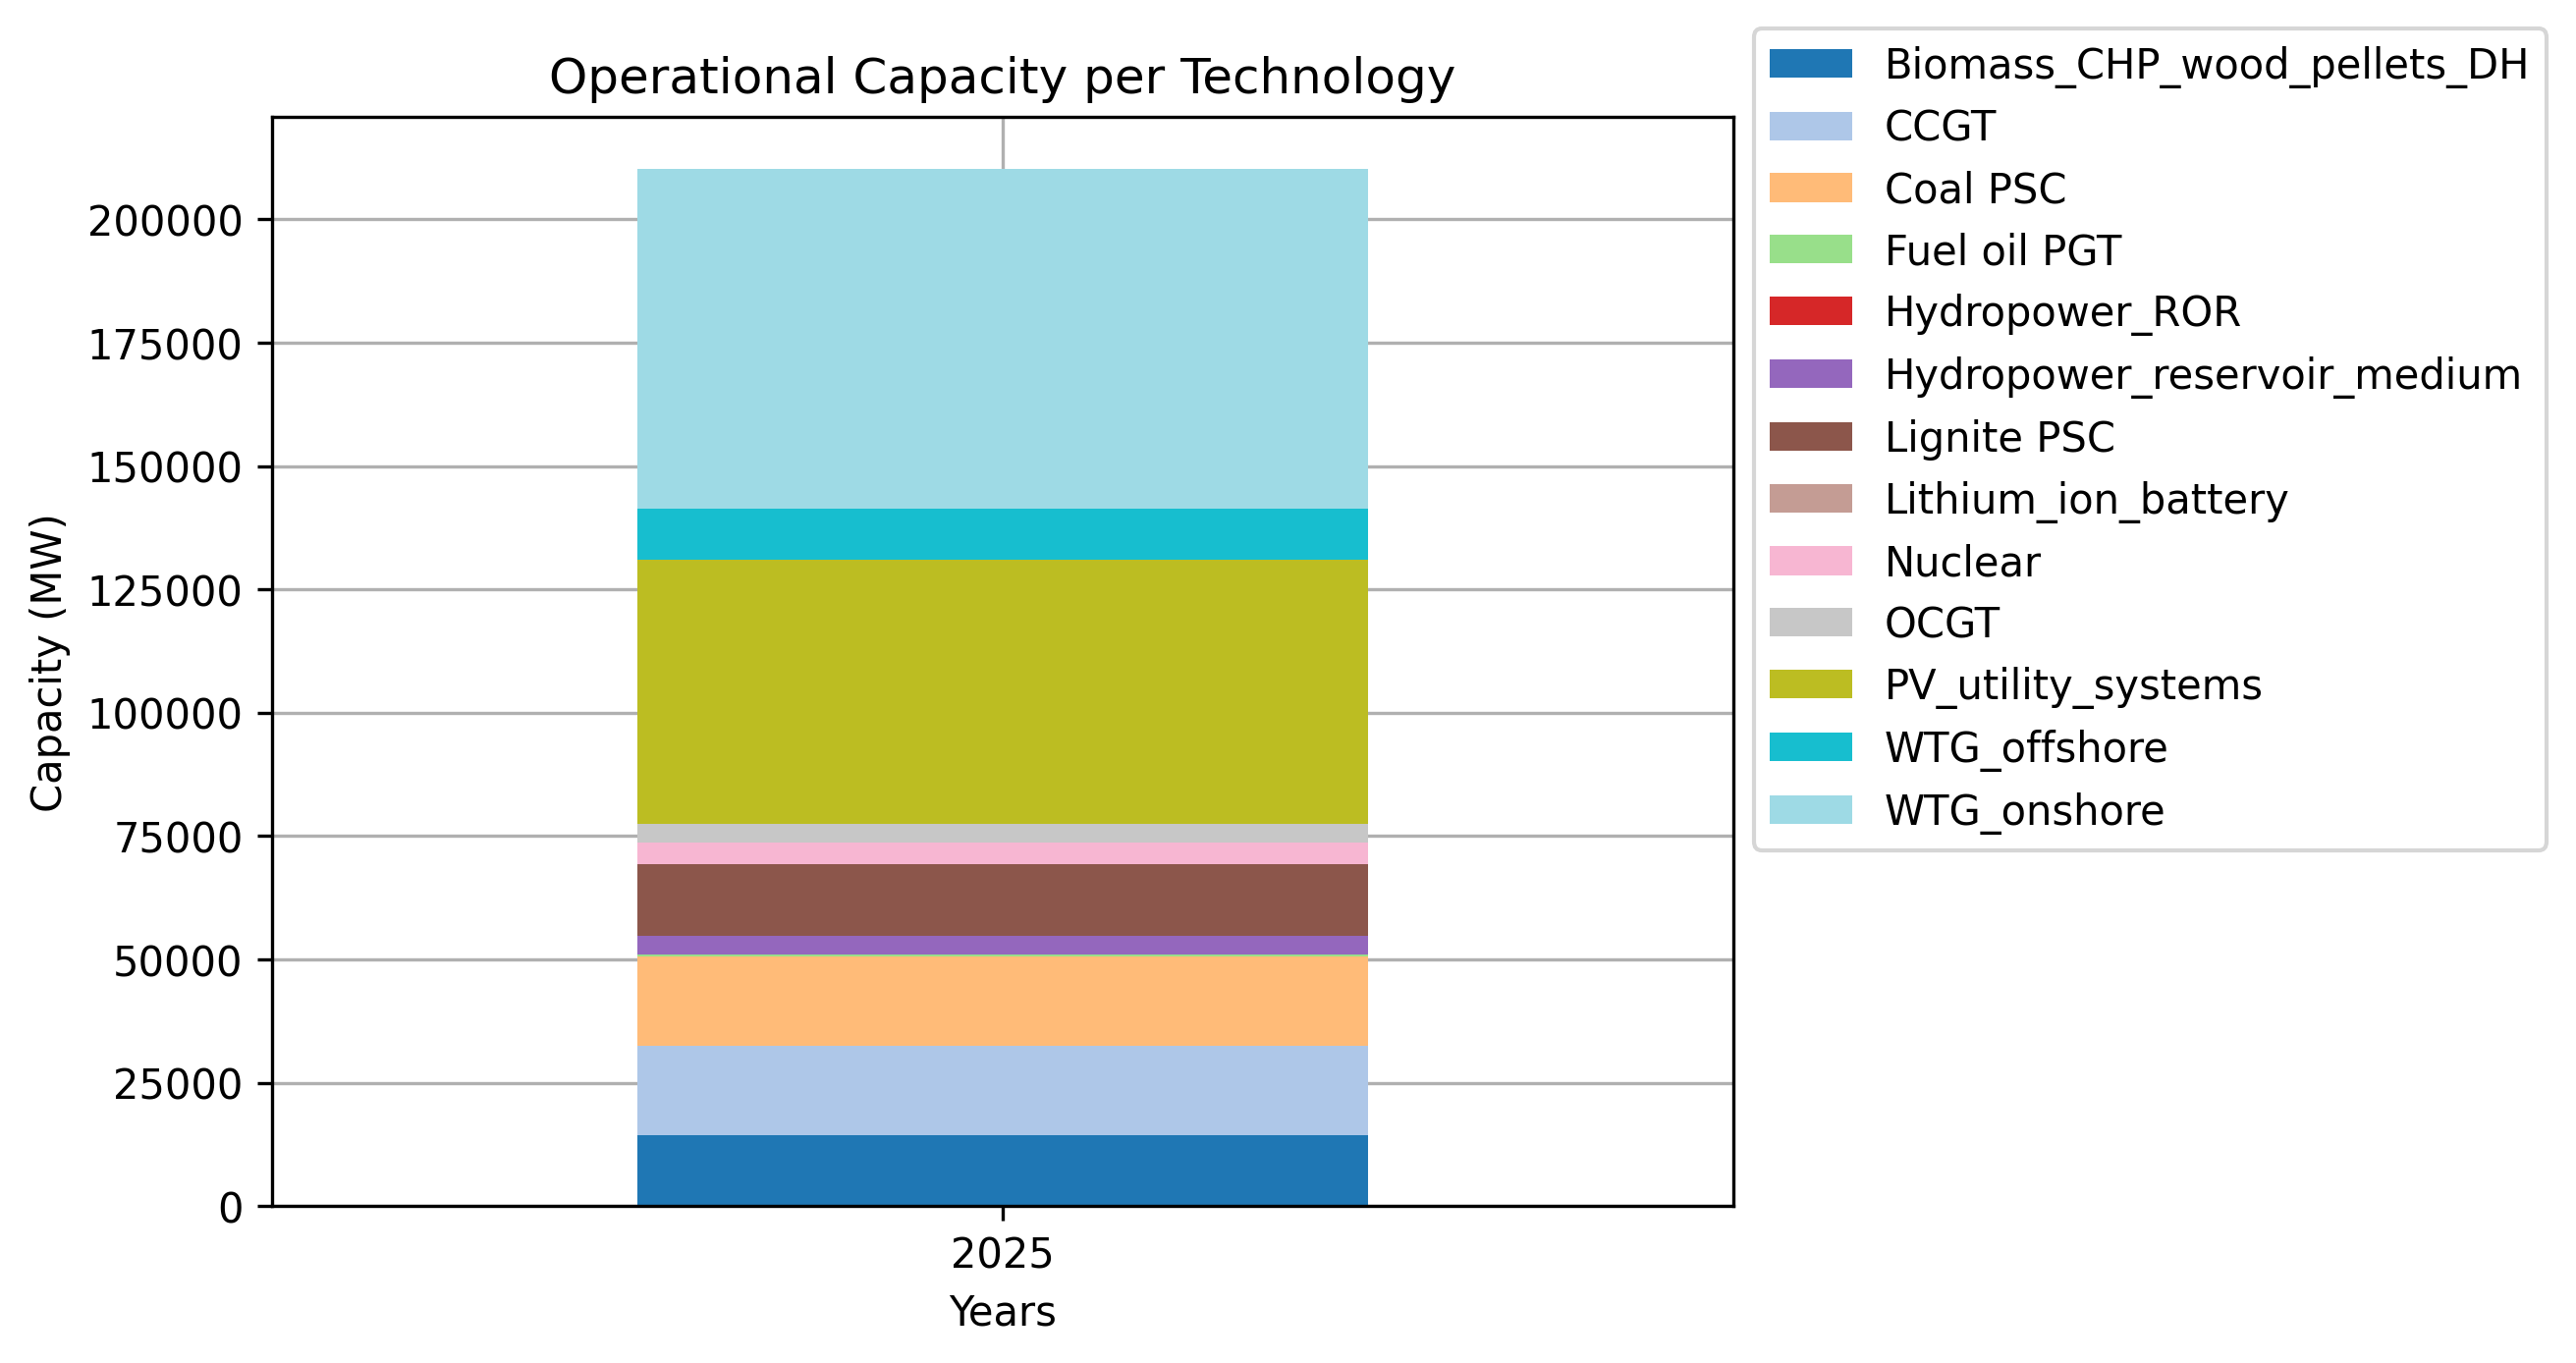 Operational Capacity per Technology
Capacity (MW)
200000
175000
150000
125000
100000
75000
50000
25000
0
2025
Years
Biomass_CHP_wood_pellets_DH
CCGT
Coal PSC
Fuel oil PGT
Hydropower_ROR
Hydropower_reservoir_medium
Lignite PSC
Lithium_ion_battery
Nuclear
OCGT
PV_utility_systems
WTG_offshore
WTG_onshore